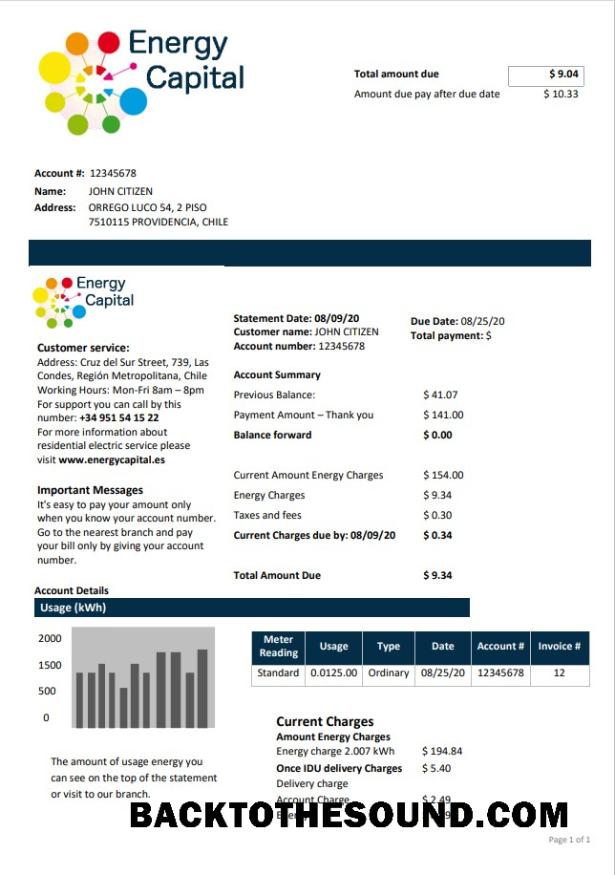 Energy
Capital
Total amount due $ 9.04
Amount due pay after due date $ 10.33
Account #: 12345678
Name: JOHN CITIZEN
Address: ORREGO LUCO 54, 2 PISO
7510115 PROVIDENCIA, CHILE
Energy
Capital
Customer service:
Address: Cruz del Sur Street, 739, Las
Condes, Región Metropolitana, Chile
Working Hours: Mon-Fri 8am – 8pm
For support you can call by this
number: +34 951 54 15 22
For more information about
residential electric service please
visit www.energycapital.es
Important Messages
It's easy to pay your amount only
when you know your account number.
Go to the nearest branch and pay
your bill only by giving your account
number.
Statement Date: 08/09/20
Customer name: JOHN CITIZEN
Account number: 12345678
Due Date: 08/25/20
Total payment: $
Account Summary
Previous Balance: $ 41.07
Payment Amount – Thank you $ 141.00
Balance forward $ 0.00
Current Amount Energy Charges $ 154.00
Energy Charges $ 9.34
Taxes and fees $ 0.30
Current Charges due by: 08/09/20 $ 0.34
Total Amount Due $ 9.34
Account Details
Usage (kWh)
2000
1500
500
0
The amount of usage energy you
can see on the top of the statement
or visit to our branch.
Meter Reading Usage Type Date Account # Invoice #
Standard 0.0125.00 Ordinary 08/25/20 12345678 12
Current Charges
Amount Energy Charges
Energy charge 2.007 kWh $ 194.84
Once IDU delivery Charges $ 5.40
Delivery charge
Account Charge $ 2.49
BACKTOTHESOUND.COM
Page 1 of 1